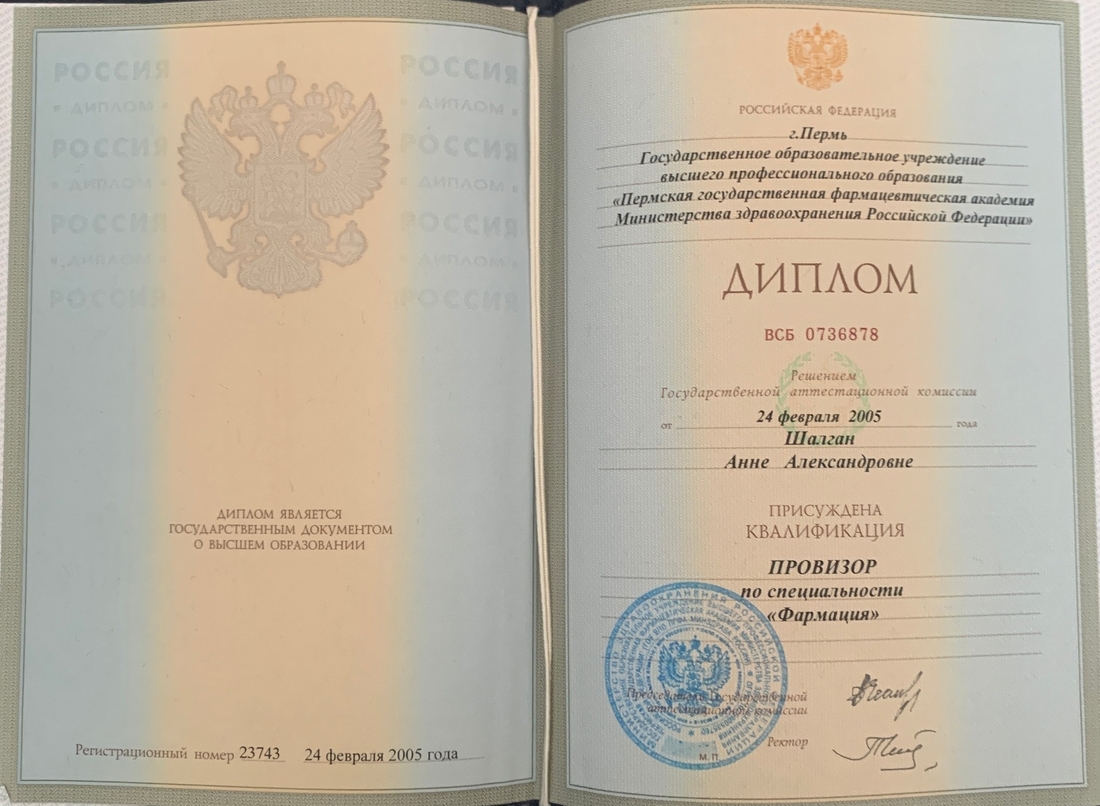 РОССИЯ РОССИЯ
• ДИПЛОМ • • ДИПЛОМ •
РОССИЯ РОССИЯ
• ДИПЛОМ • • ДИПЛОМ •
РОССИЯ РОССИЯ
• ДИПЛОМ • • ДИПЛОМ •
РОССИЯ РОССИЯ
ДИПЛОМ ЯВЛЯЕТСЯ
ГОСУДАРСТВЕННЫМ ДОКУМЕНТОМ
О ВЫСШЕМ ОБРАЗОВАНИИ
Регистрационный номер 23743 24 февраля 2005 года
РОССИЙСКАЯ ФЕДЕРАЦИЯ
г.Пермь
Государственное образовательное учреждение
высшего профессионального образования
«Пермская государственная фармацевтическая академия
Министерства здравоохранения Российской Федерации»
ДИПЛОМ
ВСБ 0736878
Решением
Государственной аттестационной комиссии
от 24 февраля 2005 года
Шалган
Анне Александровне
ПРИСУЖДЕНА
КВАЛИФИКАЦИЯ
ПРОВИЗОР
по специальности
«Фармация»
Председатель Государственной
аттестационной комиссии
Ректор
М.П.